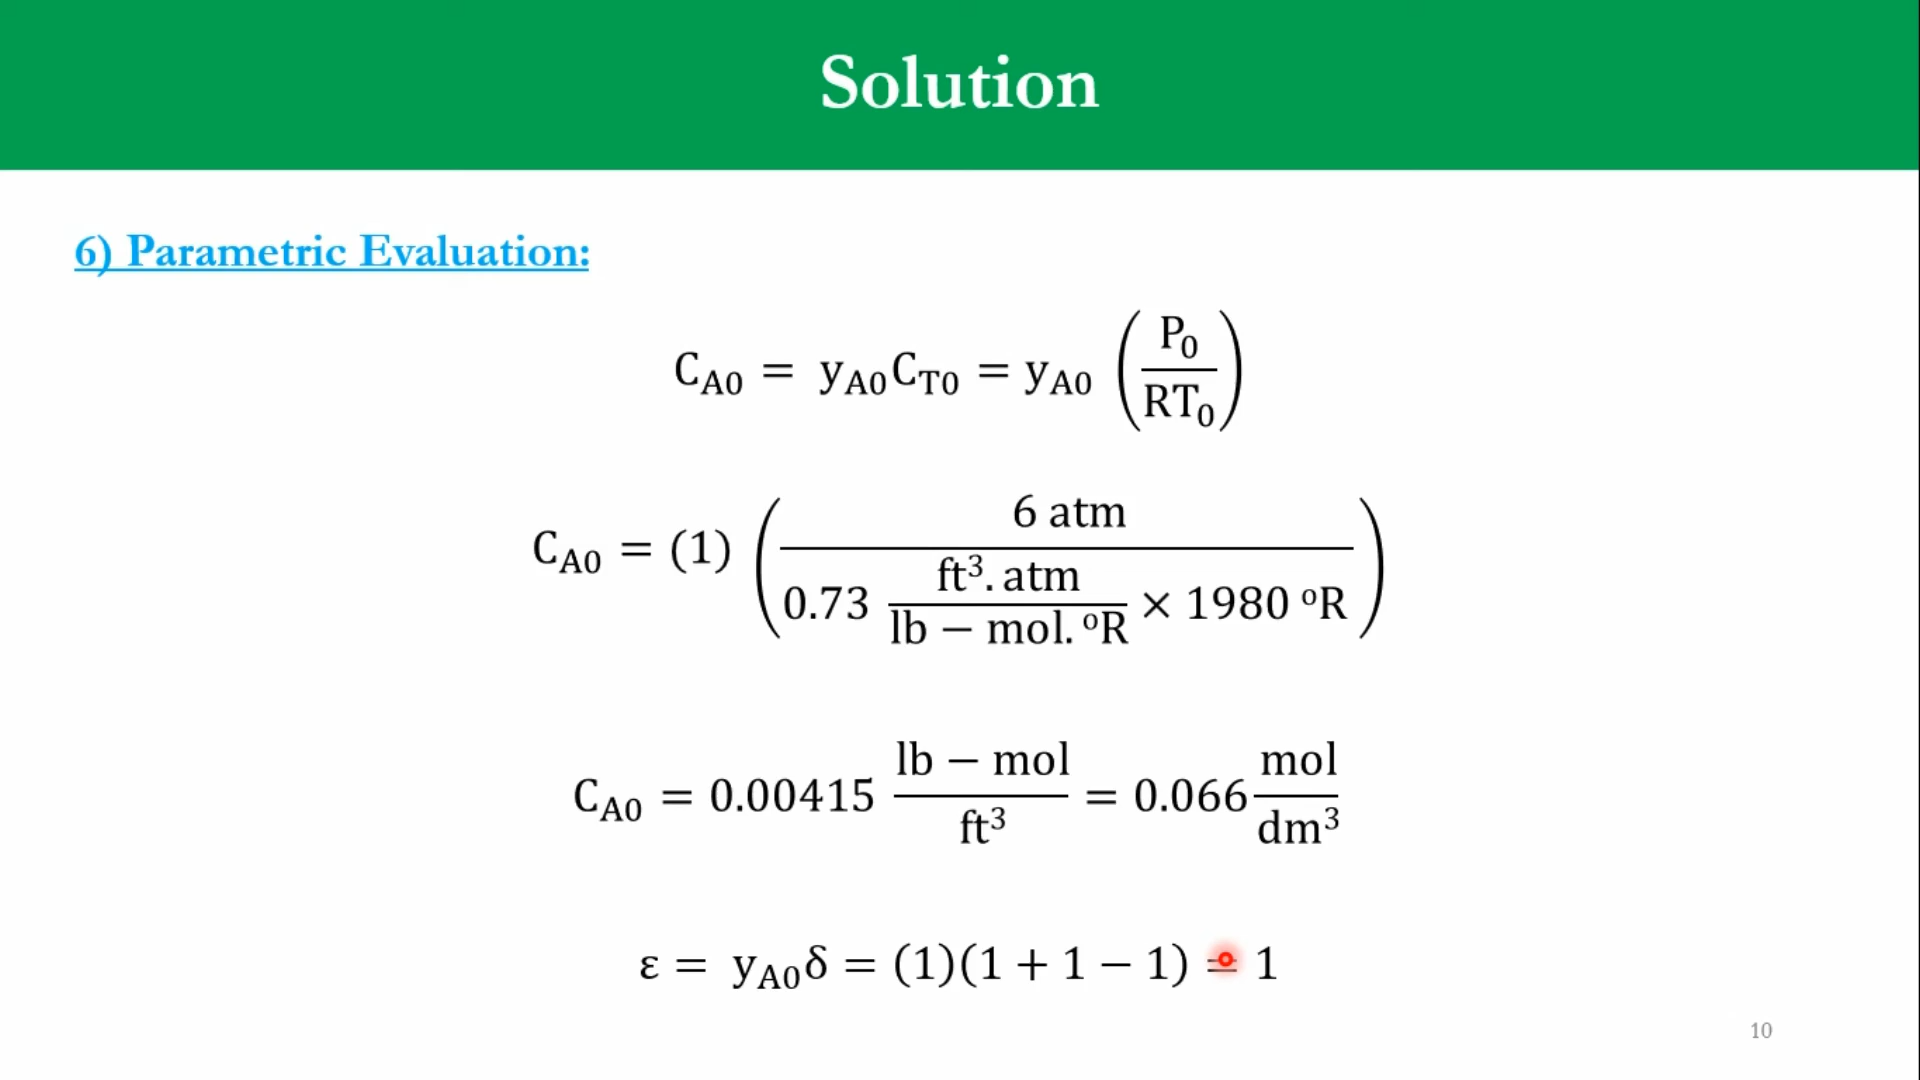 Solution
6) Parametric Evaluation:
C_A0 = y_A0 C_T0 = y_A0 (P_0 / RT_0)
C_A0 = (1) (6 atm / 0.73 ft³.atm / lb − mol. ᵒR × 1980 ᵒR)
C_A0 = 0.00415 lb − mol / ft³ = 0.066 mol / dm³
ε = y_A0 δ = (1)(1 + 1 − 1) = 1
10